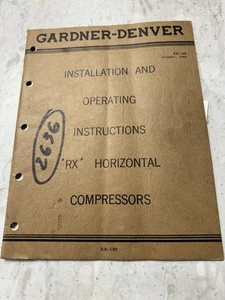 GARDNER-DENVER
INSTALLATION AND
OPERATING
INSTRUCTIONS
"RX" HORIZONTAL
COMPRESSORS
2636